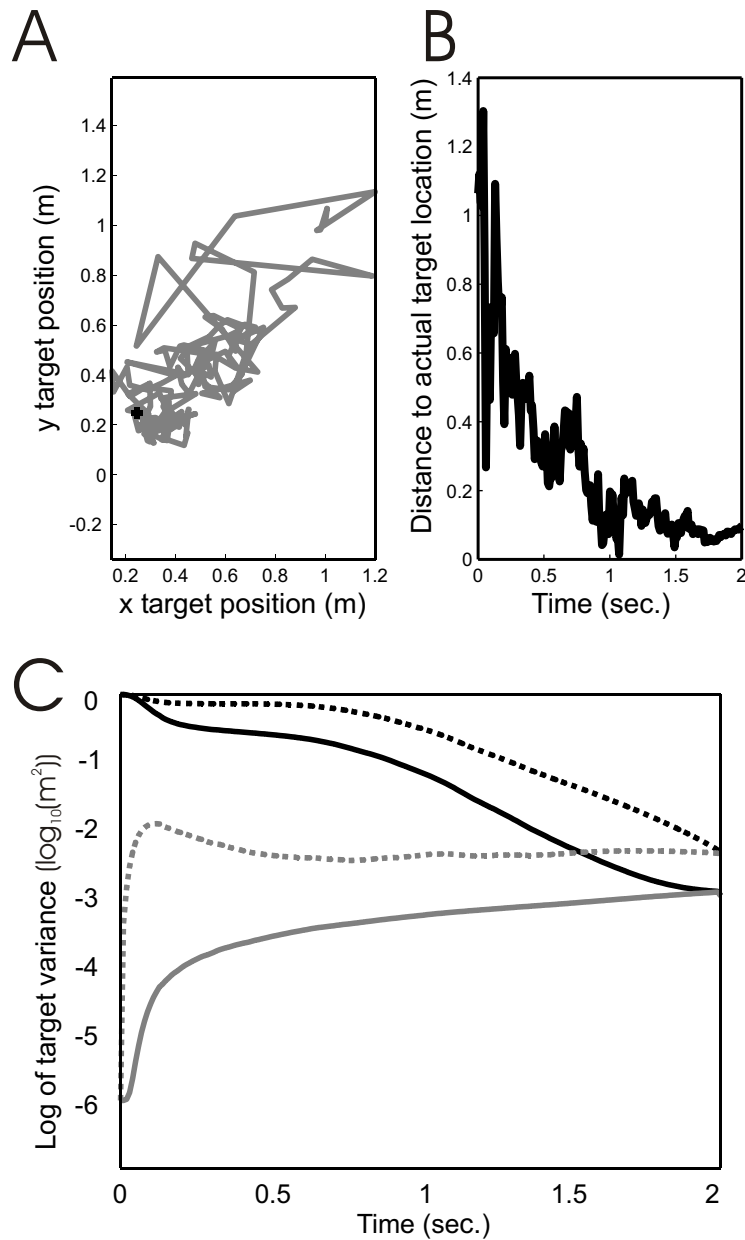 A
y target position (m)
1.4
1.2
1
0.8
0.6
0.4
0.2
0
-0.2
0.2 0.4 0.6 0.8 1 1.2
x target position (m)
B
Distance to actual target location (m)
1.4
1.2
1
0.8
0.6
0.4
0.2
0
0 0.5 1 1.5 2
Time (sec.)
C
Log of target variance (log₁₀(m²))
0
-1
-2
-3
-4
-5
-6
0 0.5 1 1.5 2
Time (sec.)